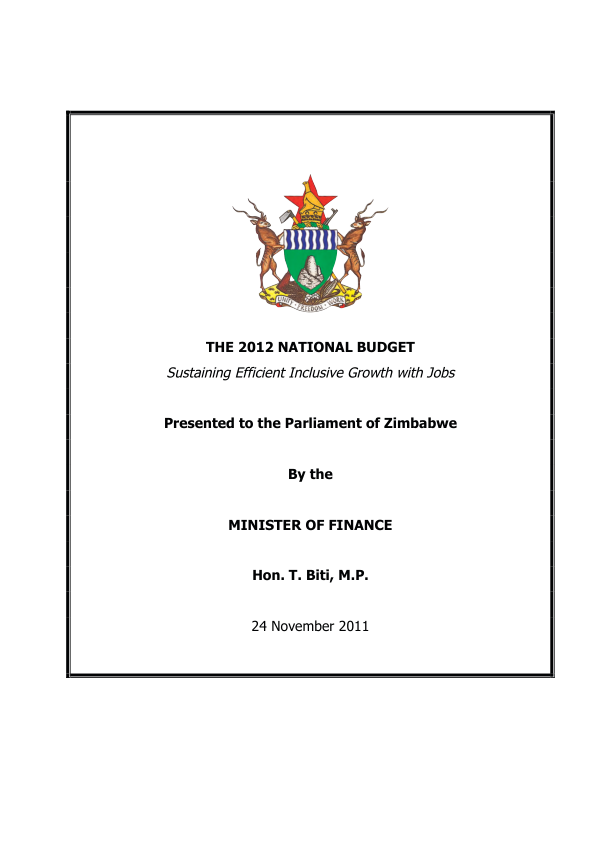 UNITY · FREEDOM · WORK
THE 2012 NATIONAL BUDGET
Sustaining Efficient Inclusive Growth with Jobs
Presented to the Parliament of Zimbabwe
By the
MINISTER OF FINANCE
Hon. T. Biti, M.P.
24 November 2011